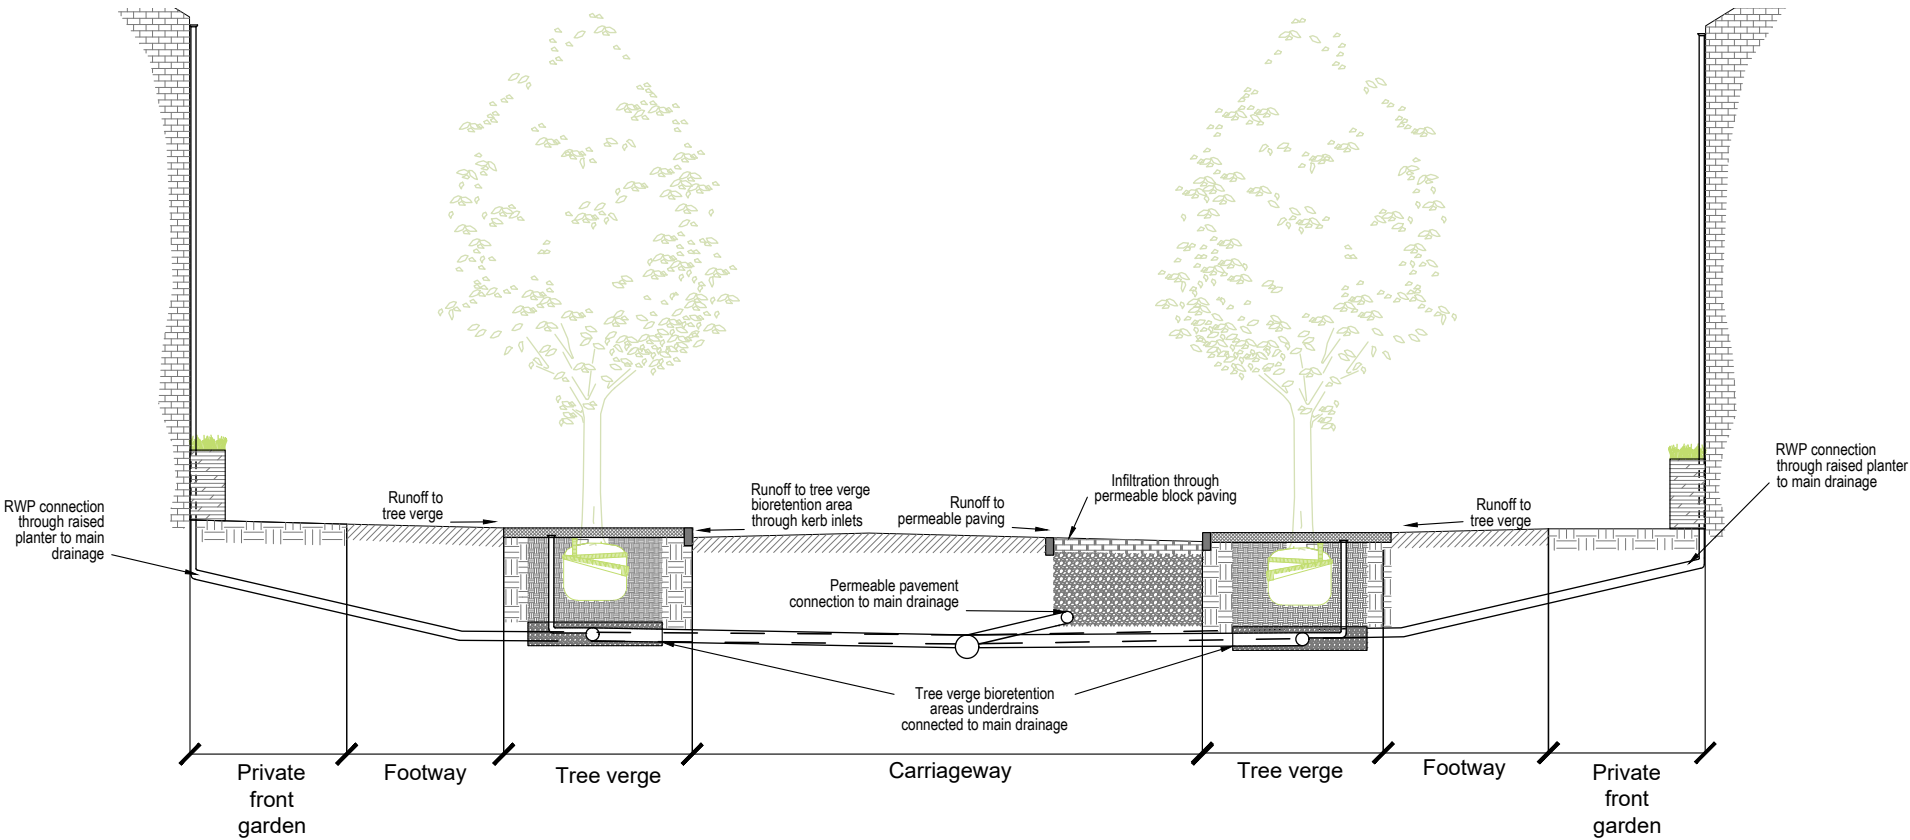 RWP connection
through raised
planter to main
drainage
Runoff to
tree verge
Runoff to tree verge
bioretention area
through kerb inlets
Runoff to
permeable paving
Infiltration through
permeable block paving
Runoff to
tree verge
RWP connection
through raised planter
to main drainage
Permeable pavement
connection to main drainage
Tree verge bioretention
areas underdrains
connected to main drainage
Private
front
garden
Footway
Tree verge
Carriageway
Tree verge
Footway
Private
front
garden